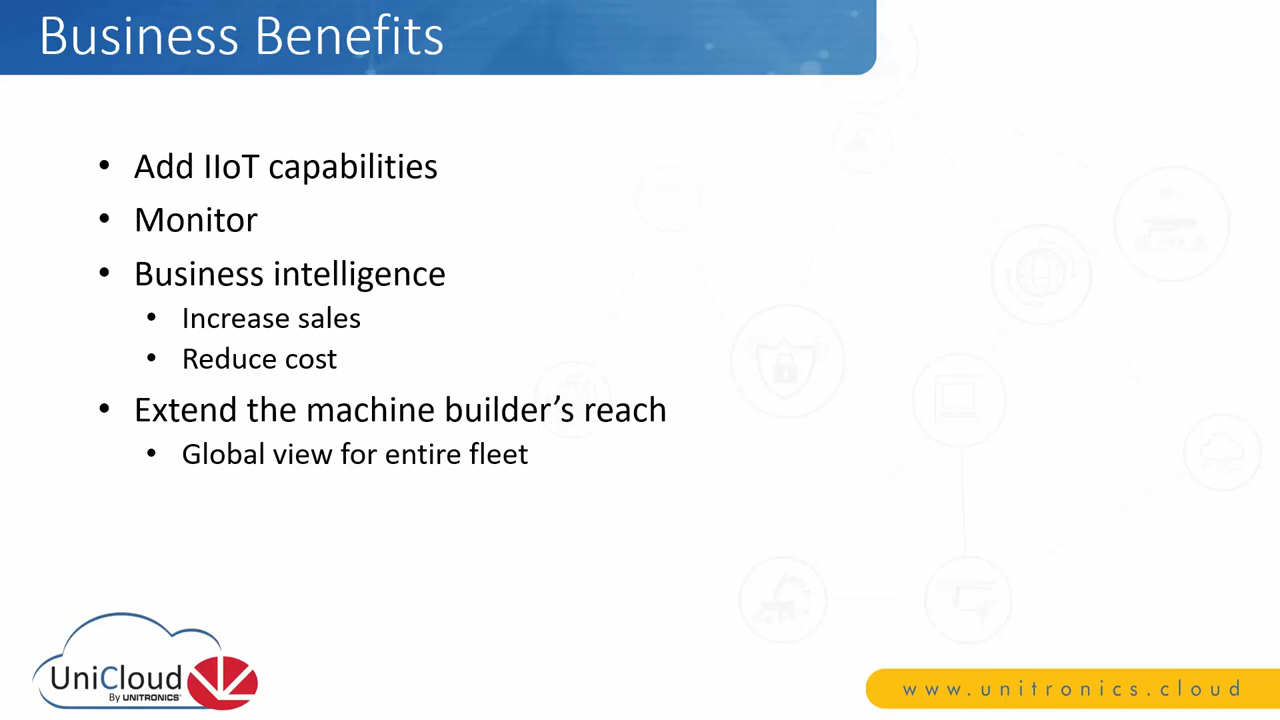 Business Benefits
• Add IIoT capabilities
• Monitor
• Business intelligence
• Increase sales
• Reduce cost
• Extend the machine builder’s reach
• Global view for entire fleet
UniCloud
By UNITRONICS
www.unitronics.cloud